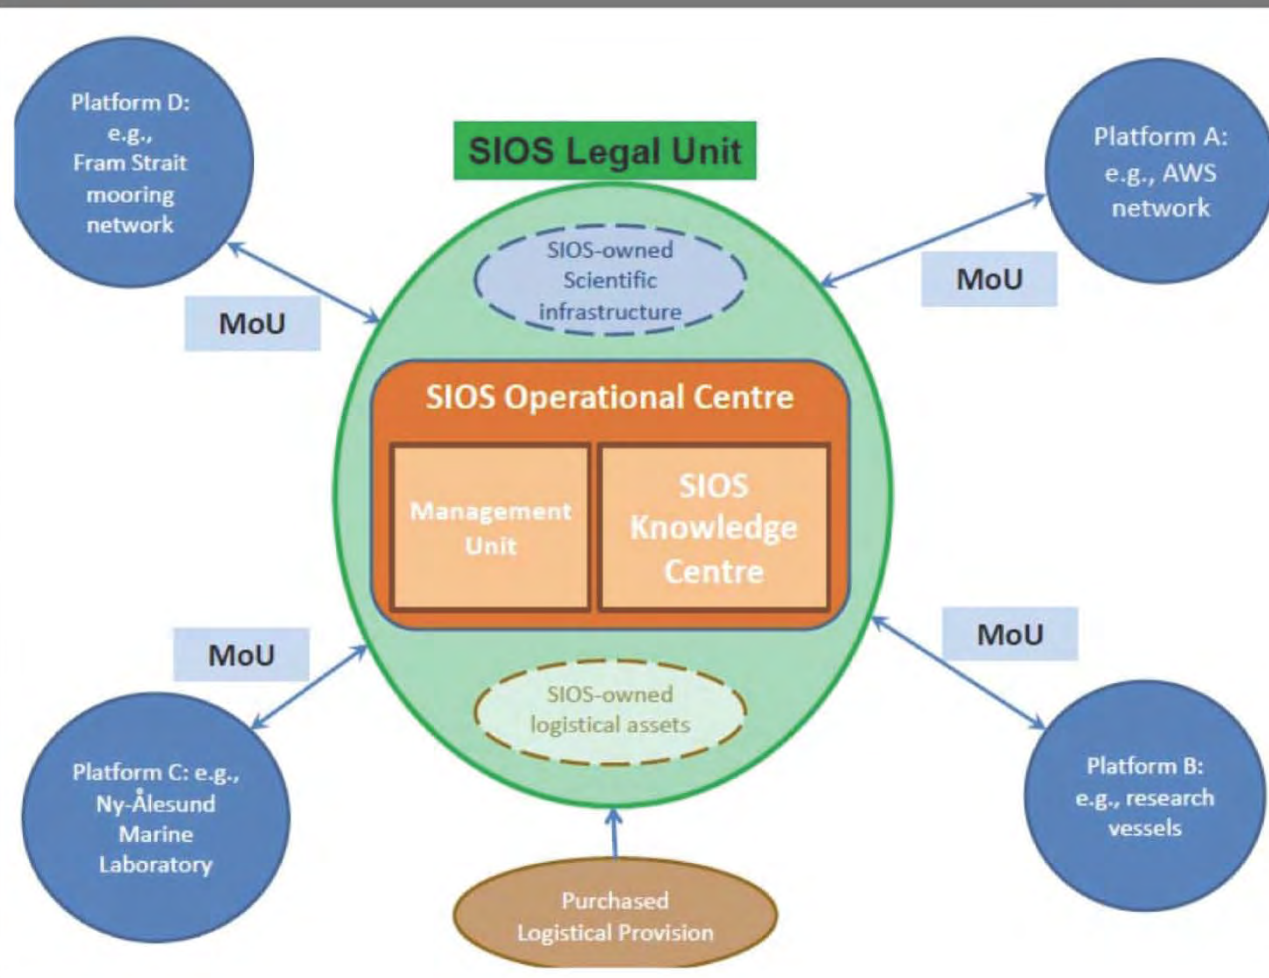 Platform D:
e.g.,
Fram Strait
mooring
network
SIOS Legal Unit
Platform A:
e.g., AWS
network
MoU
MoU
SIOS-owned
Scientific
infrastructure
SIOS Operational Centre
Management
Unit
SIOS
Knowledge
Centre
MoU
MoU
SIOS-owned
logistical assets
Platform C: e.g.,
Ny-Ålesund
Marine
Laboratory
Platform B:
e.g., research
vessels
Purchased
Logistical Provision